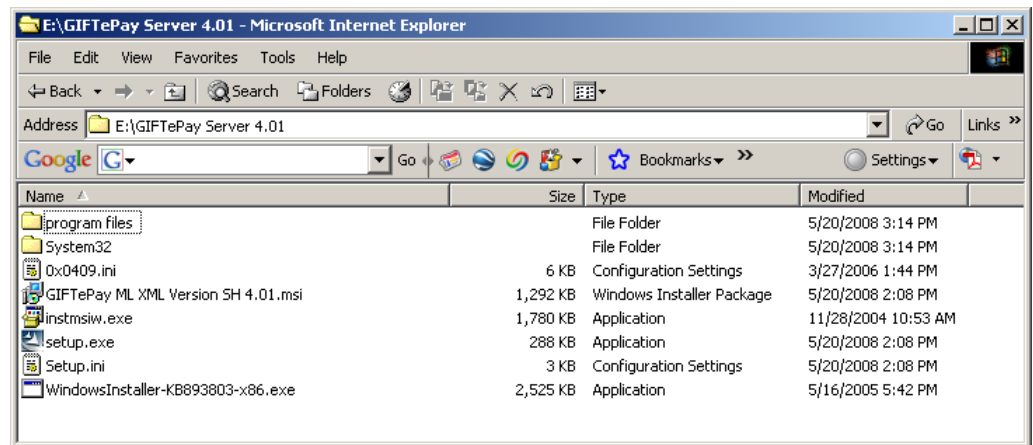 E:\GIFTePay Server 4.01 - Microsoft Internet Explorer
File Edit View Favorites Tools Help
Back Search Folders
Address E:\GIFTePay Server 4.01 Go Links »
Google G Go Bookmarks » Settings
Name Size Type Modified
program files File Folder 5/20/2008 3:14 PM
System32 File Folder 5/20/2008 3:14 PM
0x0409.ini 6 KB Configuration Settings 3/27/2006 1:44 PM
GIFTePay ML XML Version SH 4.01.msi 1,292 KB Windows Installer Package 5/20/2008 2:08 PM
instmsiw.exe 1,780 KB Application 11/28/2004 10:53 AM
setup.exe 288 KB Application 5/20/2008 2:08 PM
Setup.ini 3 KB Configuration Settings 5/20/2008 2:08 PM
WindowsInstaller-KB893803-x86.exe 2,525 KB Application 5/16/2005 5:42 PM